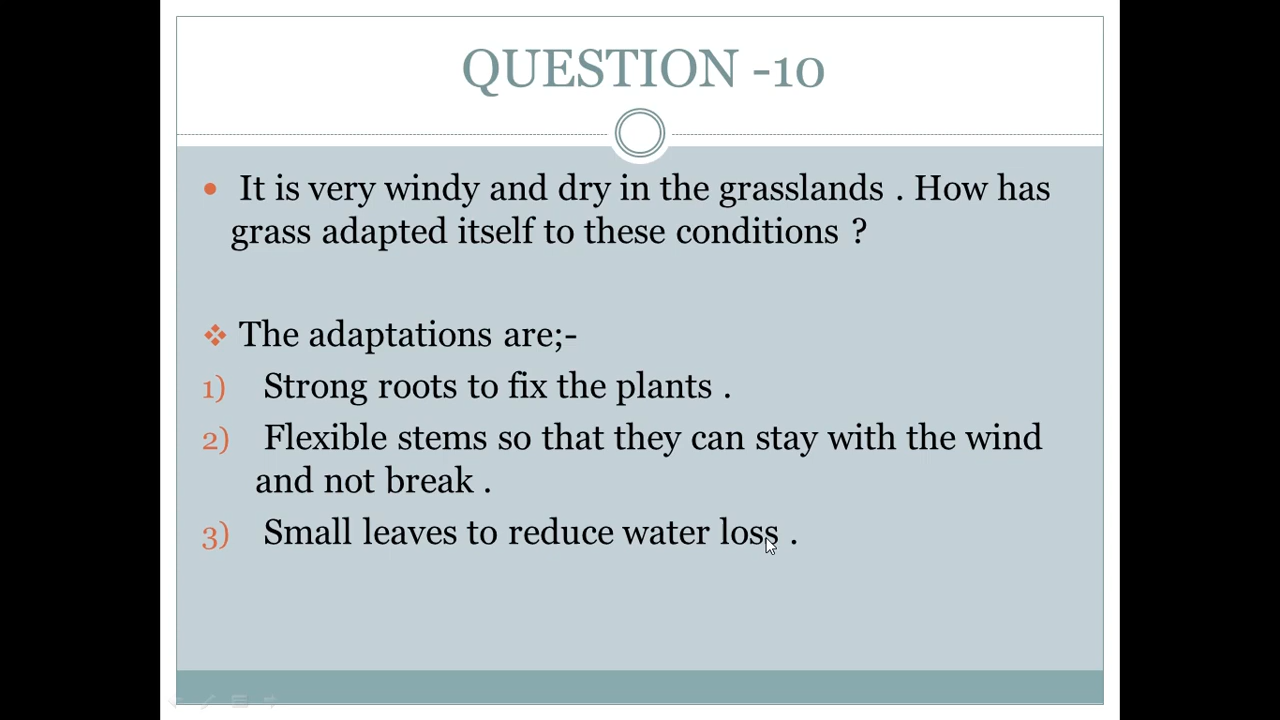 QUESTION -10
• It is very windy and dry in the grasslands . How has
grass adapted itself to these conditions ?
❖ The adaptations are;-
1) Strong roots to fix the plants .
2) Flexible stems so that they can stay with the wind
and not break .
3) Small leaves to reduce water loss .